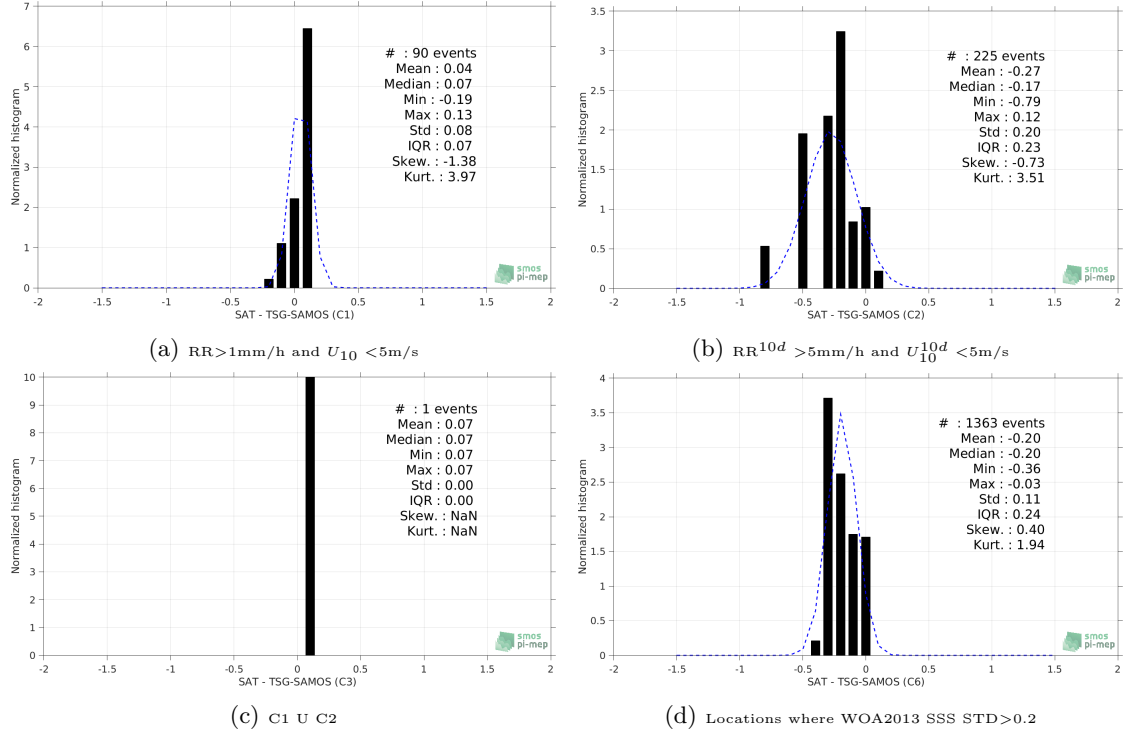 7
6
5
4
3
2
1
0
Normalized histogram
# : 90 events
Mean : 0.04
Median : 0.07
Min : -0.19
Max : 0.13
Std : 0.08
IQR : 0.07
Skew. : -1.38
Kurt. : 3.97
smos
pi-mep
-2 -1.5 -1 -0.5 0 0.5 1 1.5 2
SAT - TSG-SAMOS (C1)
(a) RR>1mm/h and U10 <5m/s
3.5
3
2.5
2
1.5
1
0.5
0
Normalized histogram
# : 225 events
Mean : -0.27
Median : -0.17
Min : -0.79
Max : 0.12
Std : 0.20
IQR : 0.23
Skew. : -0.73
Kurt. : 3.51
smos
pi-mep
-2 -1.5 -1 -0.5 0 0.5 1 1.5 2
SAT - TSG-SAMOS (C2)
(b) RR^10d >5mm/h and U10^10d <5m/s
10
9
8
7
6
5
4
3
2
1
0
Normalized histogram
# : 1 events
Mean : 0.07
Median : 0.07
Min : 0.07
Max : 0.07
Std : 0.00
IQR : 0.00
Skew. : NaN
Kurt. : NaN
smos
pi-mep
-2 -1.5 -1 -0.5 0 0.5 1 1.5 2
SAT - TSG-SAMOS (C3)
(c) C1 U C2
4
3.5
3
2.5
2
1.5
1
0.5
0
Normalized histogram
# : 1363 events
Mean : -0.20
Median : -0.20
Min : -0.36
Max : -0.03
Std : 0.11
IQR : 0.24
Skew. : 0.40
Kurt. : 1.94
smos
pi-mep
-2 -1.5 -1 -0.5 0 0.5 1 1.5 2
SAT - TSG-SAMOS (C6)
(d) Locations where WOA2013 SSS STD>0.2